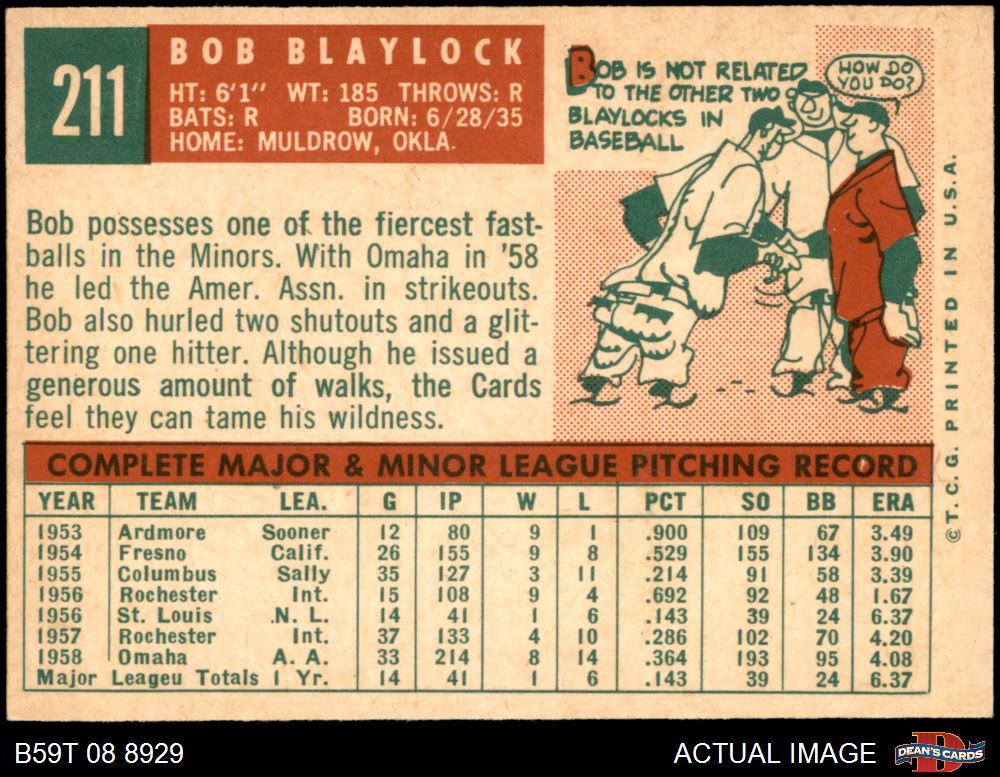 211
BOB BLAYLOCK
HT: 6'1" WT: 185 THROWS: R
BATS: R BORN: 6/28/35
HOME: MULDROW, OKLA.
BOB IS NOT RELATED
TO THE OTHER TWO
BLAYLOCKS IN
BASEBALL
HOW DO
YOU DO?
Bob possesses one of the fiercest fast-
balls in the Minors. With Omaha in '58
he led the Amer. Assn. in strikeouts.
Bob also hurled two shutouts and a glit-
tering one hitter. Although he issued a
generous amount of walks, the Cards
feel they can tame his wildness.
COMPLETE MAJOR & MINOR LEAGUE PITCHING RECORD
YEAR TEAM LEA. G IP W L PCT SO BB ERA
1953 Ardmore Sooner 12 80 9 1 .900 109 67 3.49
1954 Fresno Calif. 26 155 9 8 .529 155 134 3.90
1955 Columbus Sally 35 127 3 11 .214 91 58 3.39
1956 Rochester Int. 15 108 9 4 .692 92 48 1.67
1956 St. Louis N. L. 14 41 1 6 .143 39 24 6.37
1957 Rochester Int. 37 133 4 10 .286 102 70 4.20
1958 Omaha A. A. 33 214 8 14 .364 193 95 4.08
Major Leageu Totals 1 Yr. 14 41 1 6 .143 39 24 6.37
© T. C. G. PRINTED IN U.S.A.
B59T 08 8929
ACTUAL IMAGE
DEAN'S CARDS